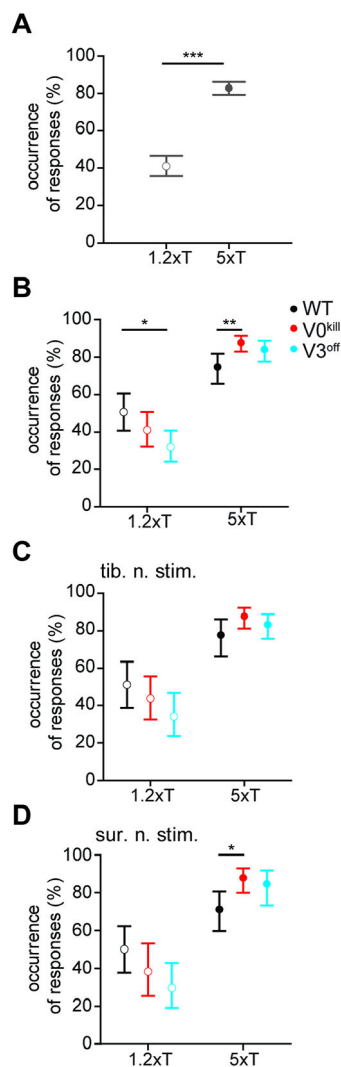 A
***
occurrence
of responses (%)
100
80
60
40
20
0
1.2xT
5xT
B
*
**
WT
V0kill
V3off
occurrence
of responses (%)
100
80
60
40
20
0
1.2xT
5xT
C
tib. n. stim.
occurrence
of responses (%)
100
80
60
40
20
0
1.2xT
5xT
D
sur. n. stim.
*
occurrence
of responses (%)
100
80
60
40
20
0
1.2xT
5xT